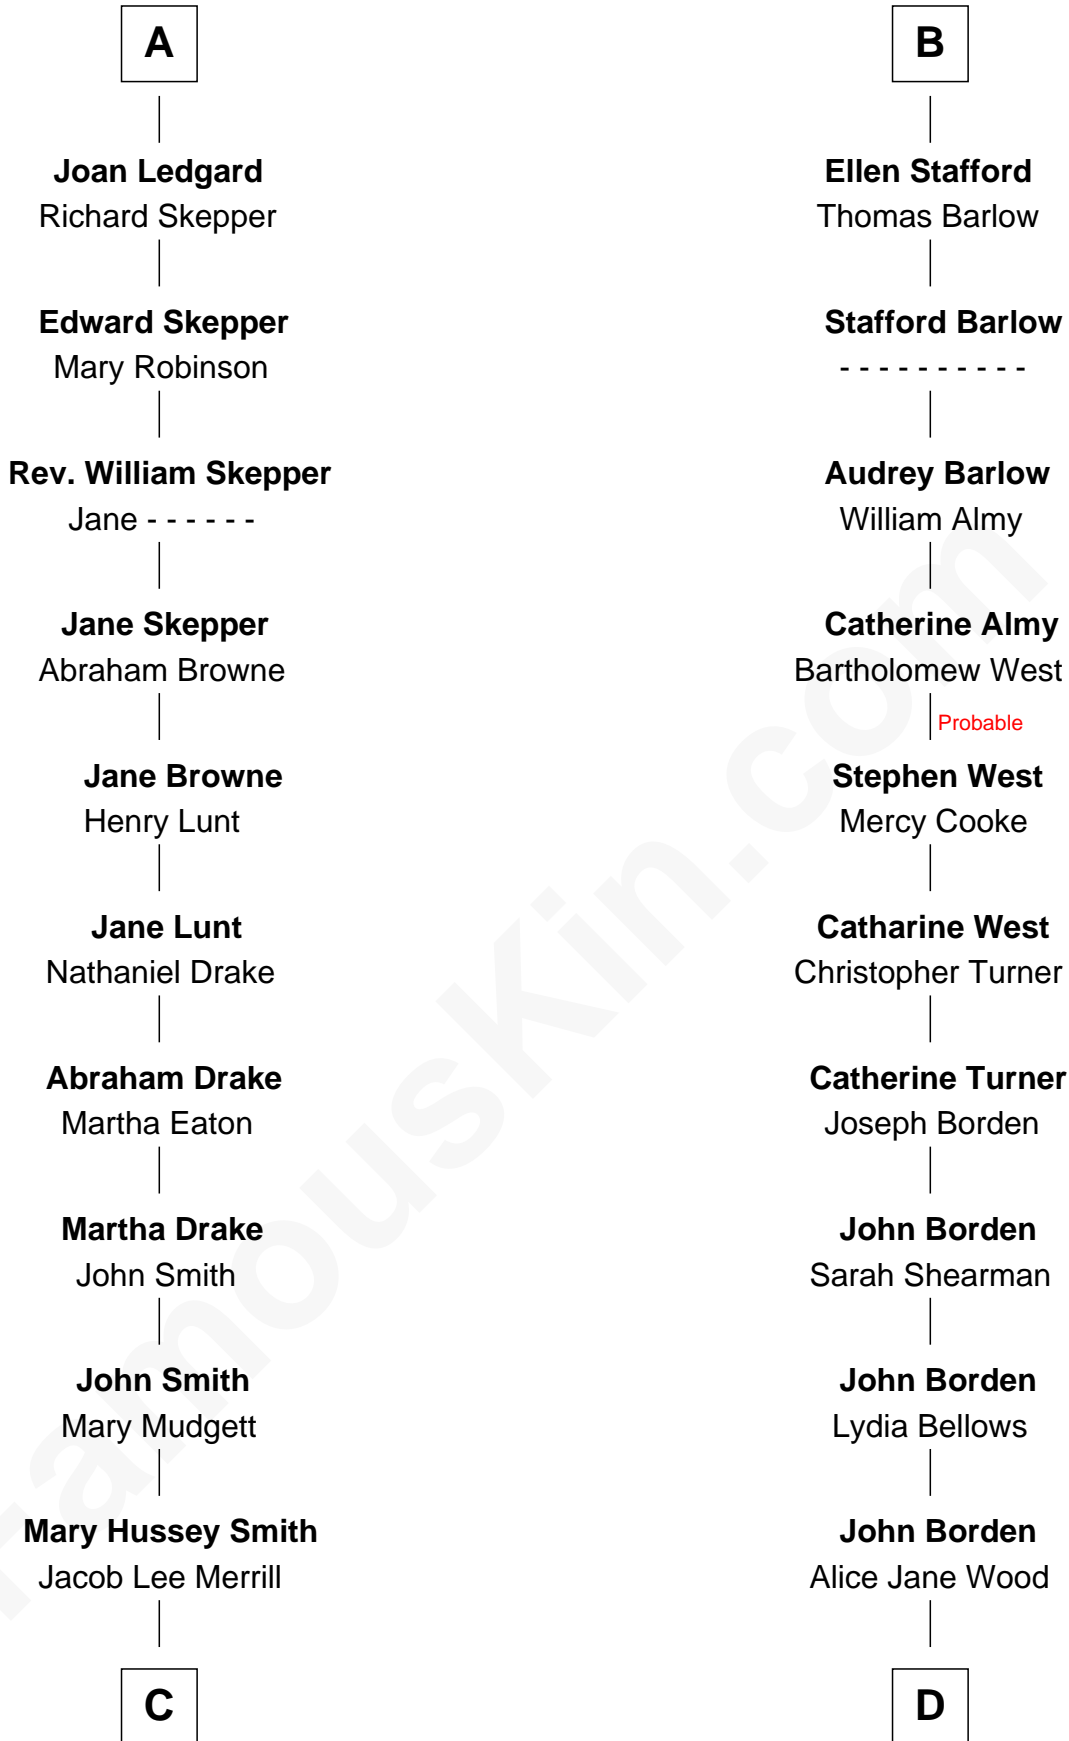 A
Joan Ledgard
Richard Skepper
Edward Skepper
Mary Robinson
Rev. William Skepper
Jane - - - - - -
Jane Skepper
Abraham Browne
Jane Browne
Henry Lunt
Jane Lunt
Nathaniel Drake
Abraham Drake
Martha Eaton
Martha Drake
John Smith
John Smith
Mary Mudgett
Mary Hussey Smith
Jacob Lee Merrill
C
B
Ellen Stafford
Thomas Barlow
Stafford Barlow
- - - - - - - - - -
Audrey Barlow
William Almy
Catherine Almy
Bartholomew West
Probable
Stephen West
Mercy Cooke
Catharine West
Christopher Turner
Catherine Turner
Joseph Borden
John Borden
Sarah Shearman
John Borden
Lydia Bellows
John Borden
Alice Jane Wood
D
FamousKin.com